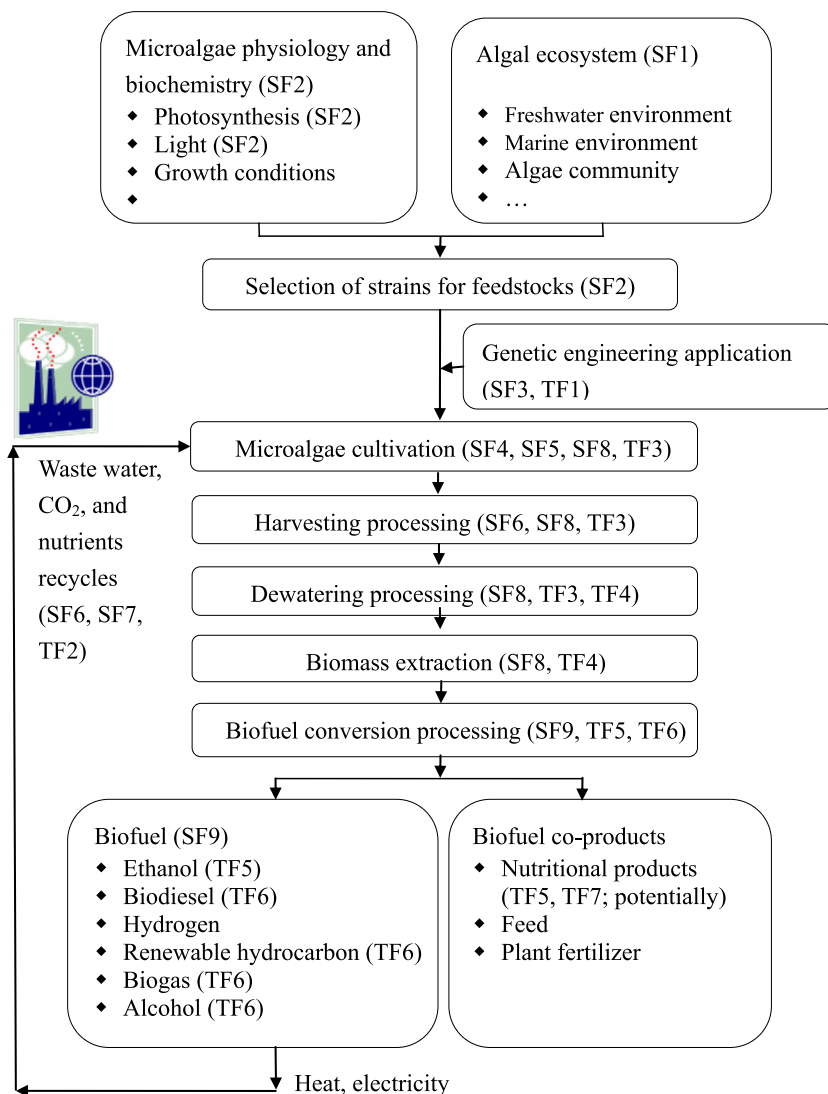 Microalgae physiology and
biochemistry (SF2)
◆ Photosynthesis (SF2)
◆ Light (SF2)
◆ Growth conditions
◆
Algal ecosystem (SF1)
◆ Freshwater environment
◆ Marine environment
◆ Algae community
◆ …
Selection of strains for feedstocks (SF2)
Genetic engineering application
(SF3, TF1)
Microalgae cultivation (SF4, SF5, SF8, TF3)
Waste water,
CO₂, and
nutrients
recycles
(SF6, SF7,
TF2)
Harvesting processing (SF6, SF8, TF3)
Dewatering processing (SF8, TF3, TF4)
Biomass extraction (SF8, TF4)
Biofuel conversion processing (SF9, TF5, TF6)
Biofuel (SF9)
◆ Ethanol (TF5)
◆ Biodiesel (TF6)
◆ Hydrogen
◆ Renewable hydrocarbon (TF6)
◆ Biogas (TF6)
◆ Alcohol (TF6)
Biofuel co-products
◆ Nutritional products
(TF5, TF7; potentially)
◆ Feed
◆ Plant fertilizer
Heat, electricity